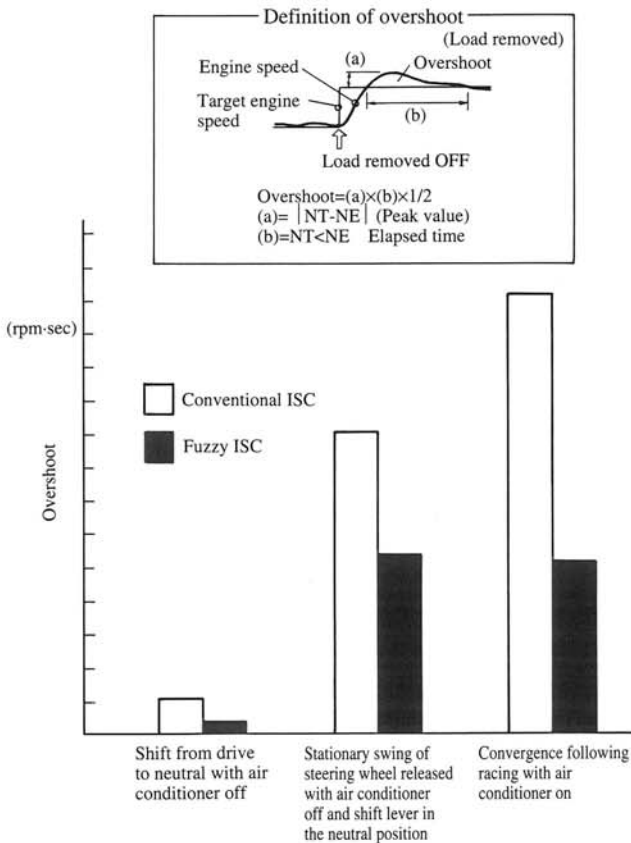 Definition of overshoot
(Load removed)
(a)
Overshoot
Engine speed
Target engine
speed
(b)
Load removed OFF
Overshoot=(a)×(b)×1/2
(a)= |NT-NE| (Peak value)
(b)=NT<NE Elapsed time
(rpm·sec)
Overshoot
Conventional ISC
Fuzzy ISC
Shift from drive
to neutral with air
conditioner off
Stationary swing of
steering wheel released
with air conditioner
off and shift lever in
the neutral position
Convergence following
racing with air
conditioner on